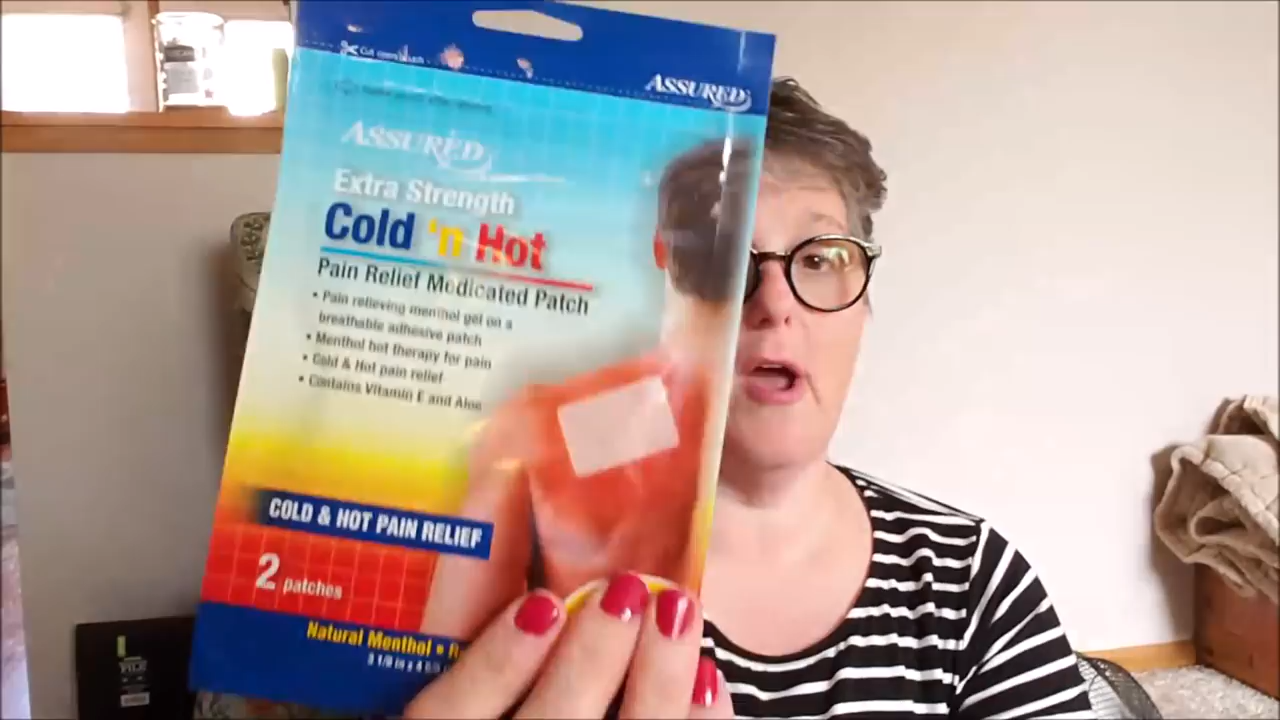 Cut
ASSURED
ASSURED
Extra Strength
Cold 'n Hot
Pain Relief Medicated Patch
• Pain relieving menthol gel on a
breathable adhesive patch
• Menthol hot therapy for pain
• Cold & Hot pain relief
• Contains Vitamin E and Aloe
COLD & HOT PAIN RELIEF
2 patches
Natural Menthol •